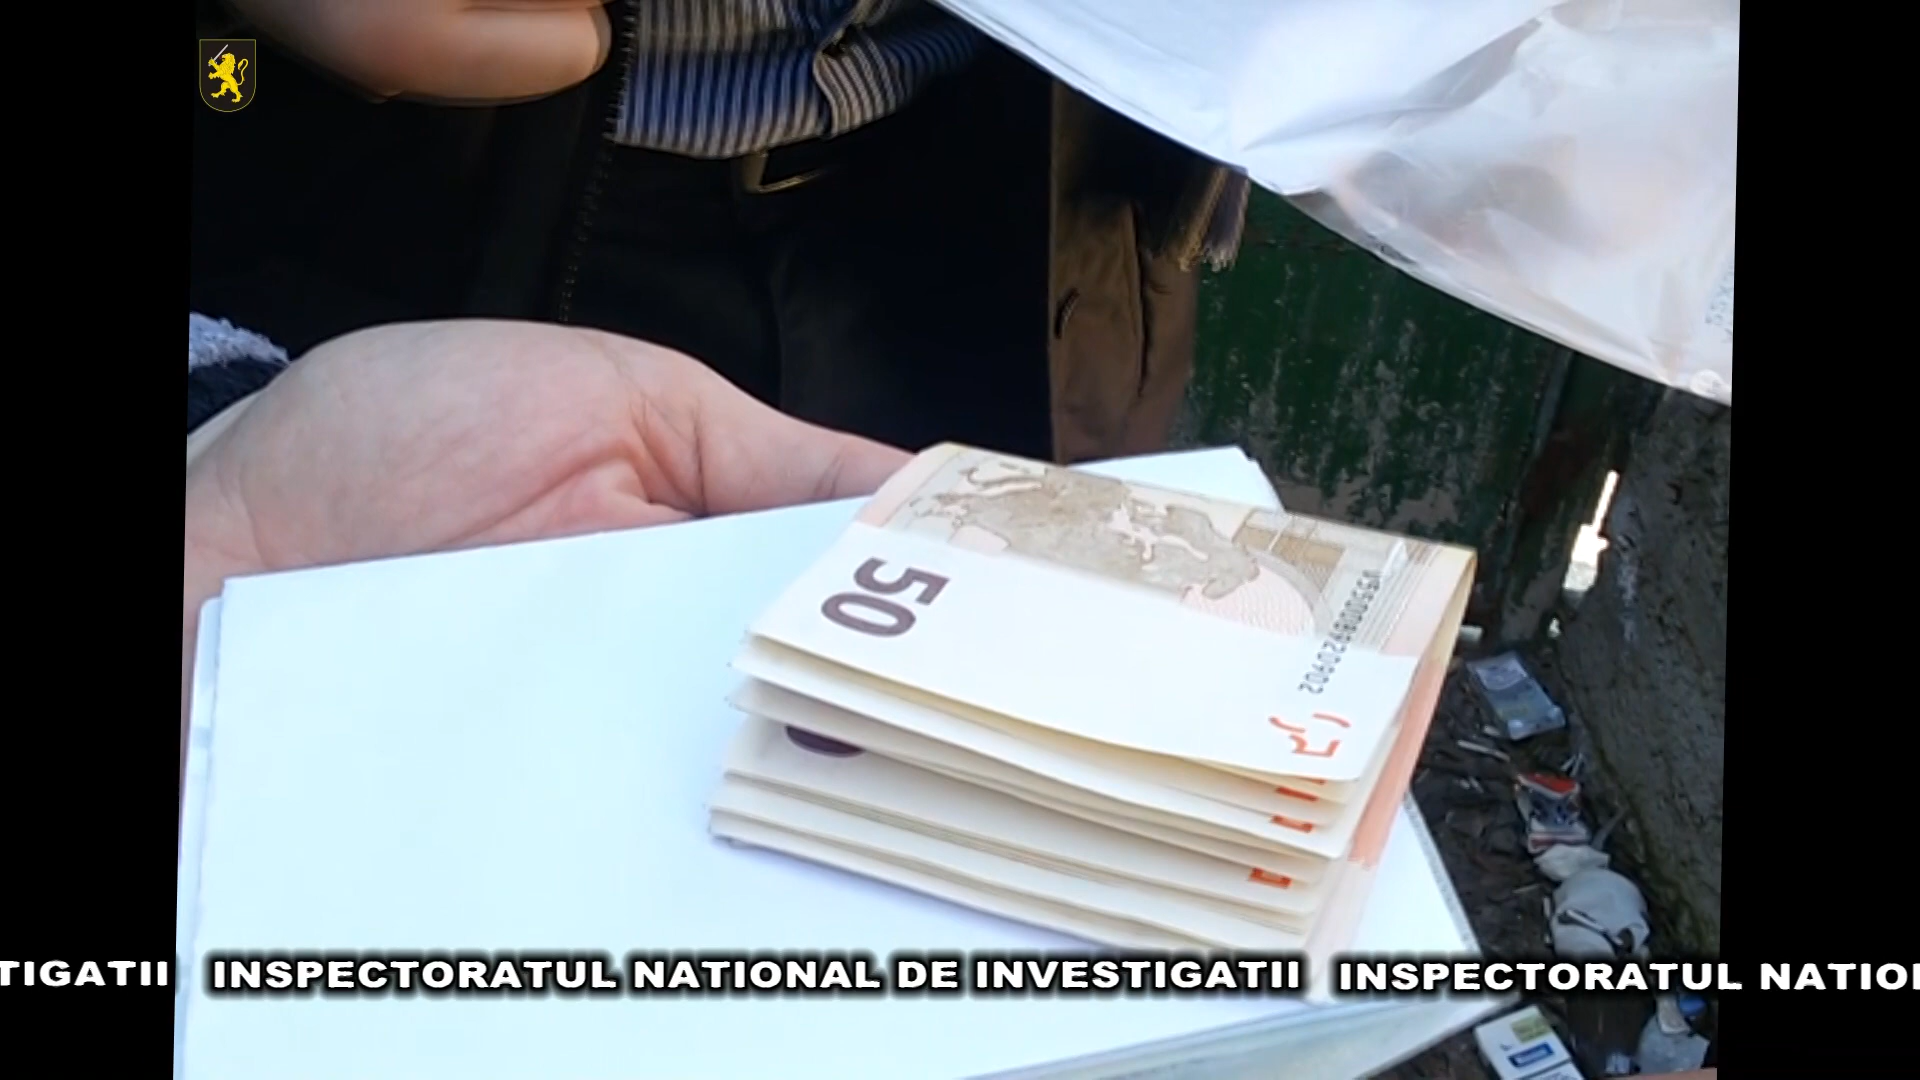 50
TIGATII INSPECTORATUL NATIONAL DE INVESTIGATII INSPECTORATUL NATIO